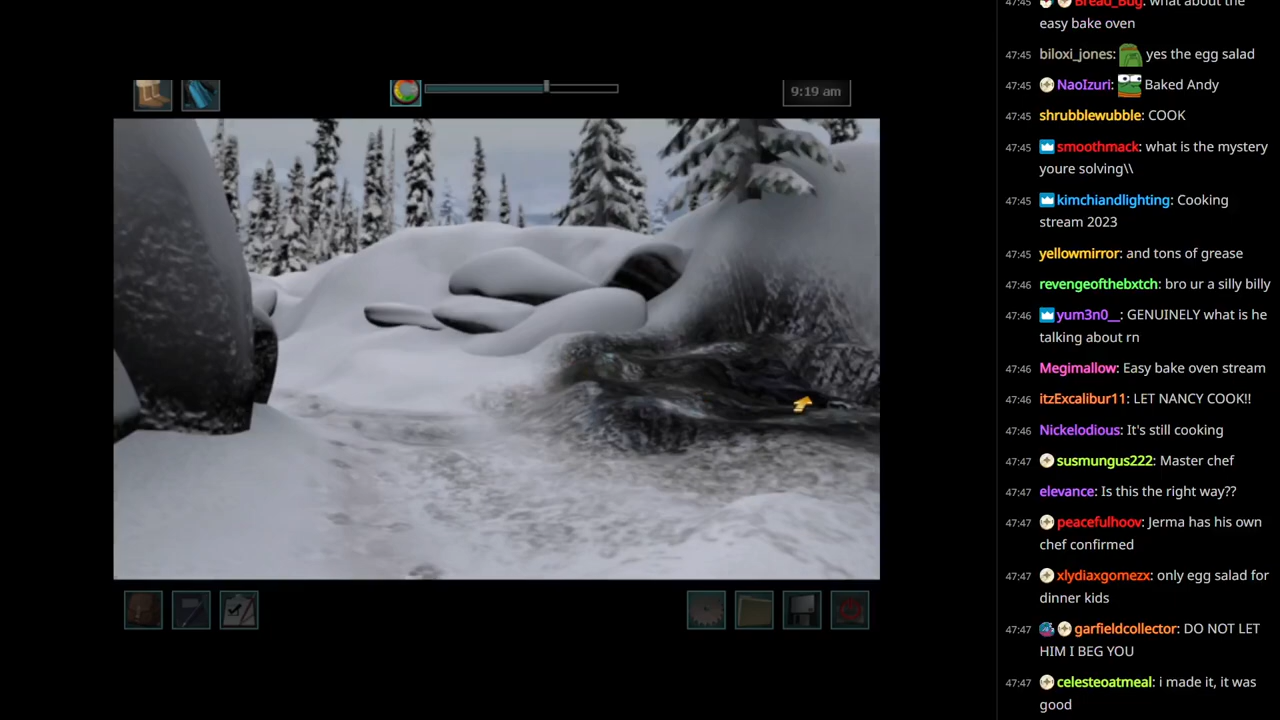 9:19 am
47:45 Bread_Bug: what about the
easy bake oven
47:45 biloxi_jones: yes the egg salad
47:45 NaoIzuri: Baked Andy
47:45 shrubblewubble: COOK
47:45 smoothmack: what is the mystery
youre solving\\
47:45 kimchiandlighting: Cooking
stream 2023
47:45 yellowmirror: and tons of grease
47:46 revengeofthebxtch: bro ur a silly billy
47:46 yum3n0__: GENUINELY what is he
talking about rn
47:46 Megimallow: Easy bake oven stream
47:46 itzExcalibur11: LET NANCY COOK!!
47:46 Nickelodious: It's still cooking
47:47 susmungus222: Master chef
47:47 elevance: Is this the right way??
47:47 peacefulhoov: Jerma has his own
chef confirmed
47:47 xlydiaxgomezx: only egg salad for
dinner kids
47:47 garfieldcollector: DO NOT LET
HIM I BEG YOU
47:47 celesteoatmeal: i made it, it was
good